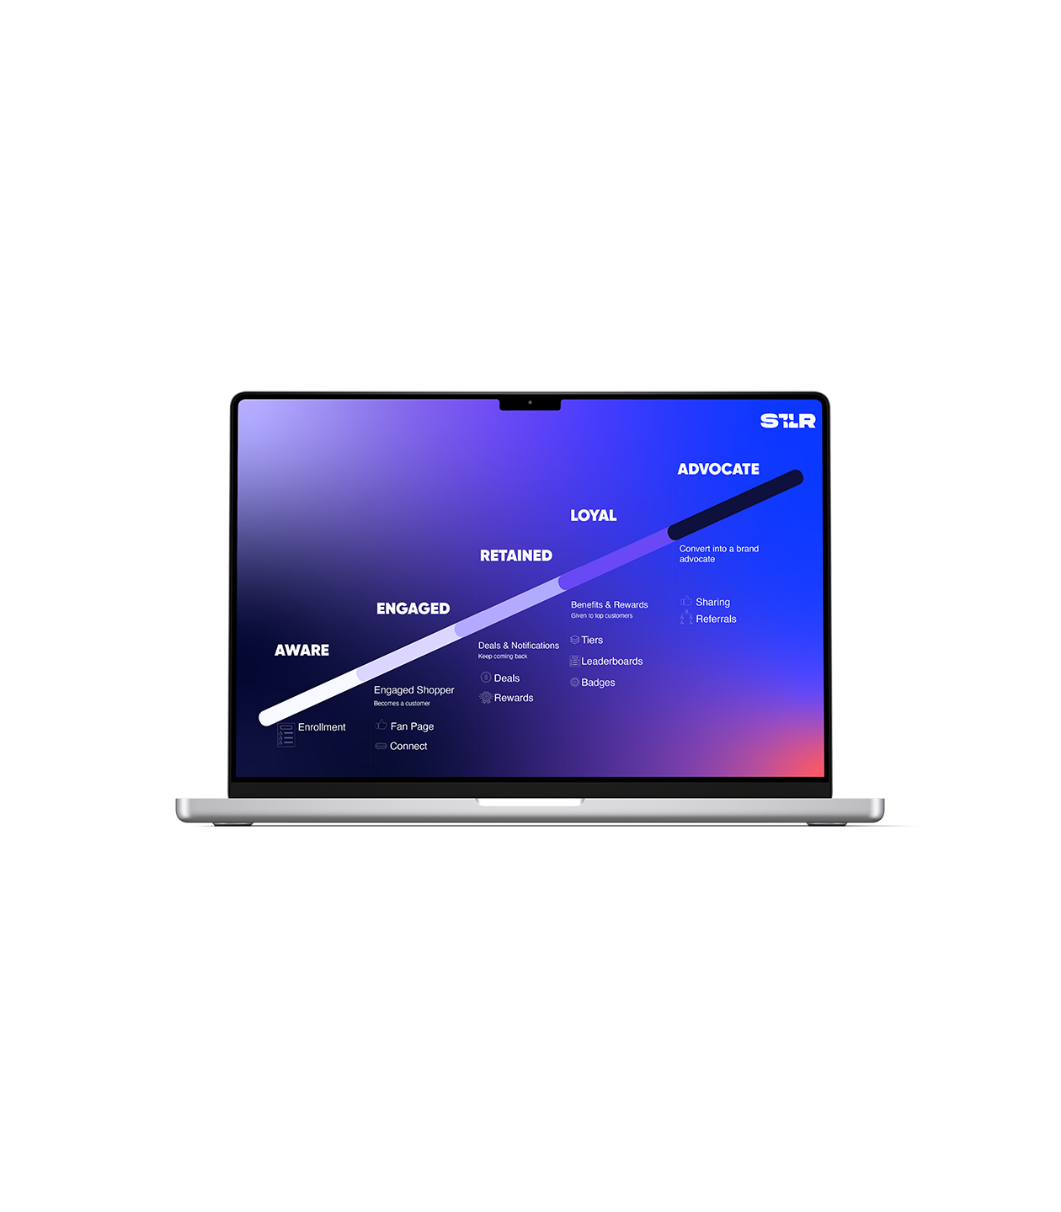 STLR
ADVOCATE
Convert into a brand
advocate
Sharing
Referrals
LOYAL
Benefits & Rewards
Given to top customers
Tiers
Leaderboards
Badges
RETAINED
Deals & Notifications
Keep coming back
Deals
Rewards
ENGAGED
Engaged Shopper
Becomes a customer
Fan Page
Connect
AWARE
Enrollment